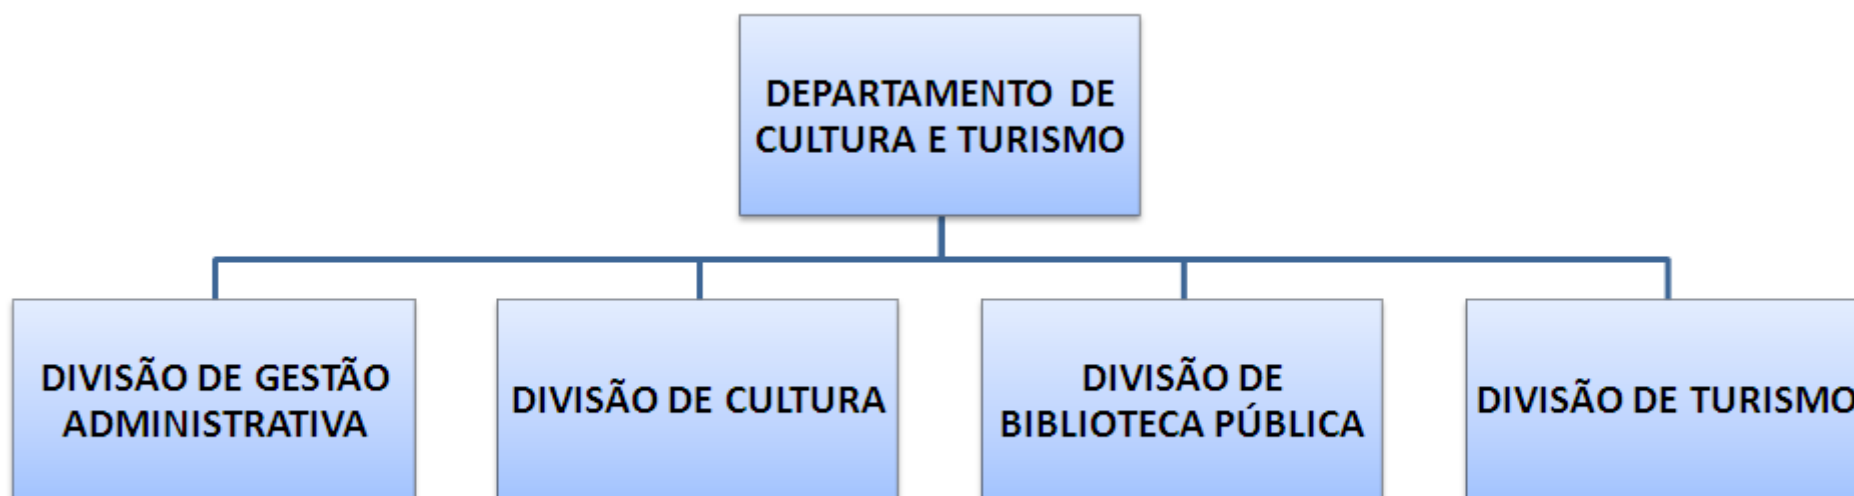 DEPARTAMENTO DE
CULTURA E TURISMO
DIVISÃO DE GESTÃO
ADMINISTRATIVA
DIVISÃO DE CULTURA
DIVISÃO DE
BIBLIOTECA PÚBLICA
DIVISÃO DE TURISMO